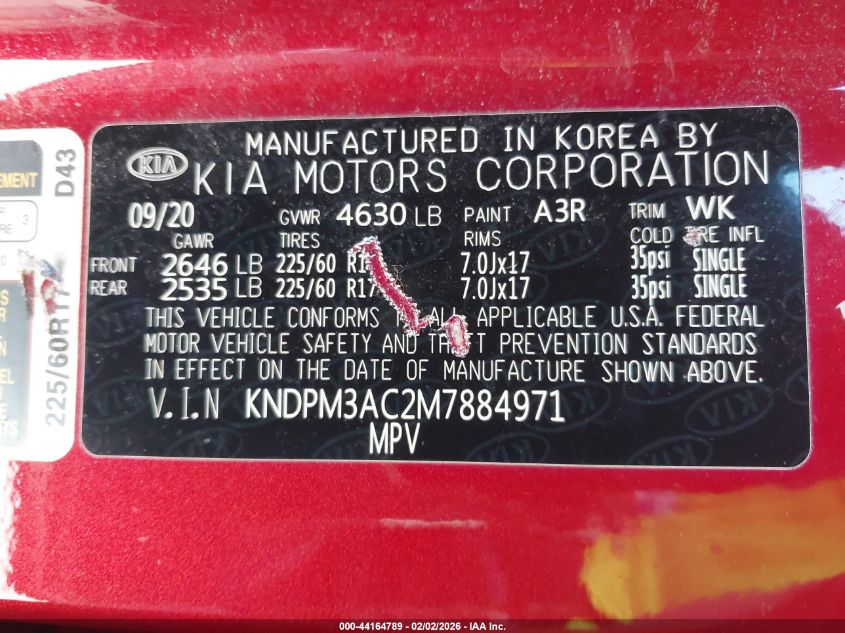 MANUFACTURED IN KOREA BY
KIA KIA MOTORS CORPORATION
09/20 GVWR 4630 LB PAINT A3R TRIM WK
GAWR TIRES RIMS COLD INFL
FRONT 2646 LB 225/60 7.0Jx17 35psi SINGLE
REAR 2535 LB 225/60 R17 7.0Jx17 35psi SINGLE
THIS VEHICLE CONFORMS TO ALL APPLICABLE U.S.A. FEDERAL
MOTOR VEHICLE SAFETY AND PREVENTION STANDARDS
IN EFFECT ON THE DATE OF MANUFACTURE SHOWN ABOVE.
V.I.N KNDPM3AC2M7884971
MPV
D43
225/60R17
000-44164789 - 02/02/2026 - IAA Inc.